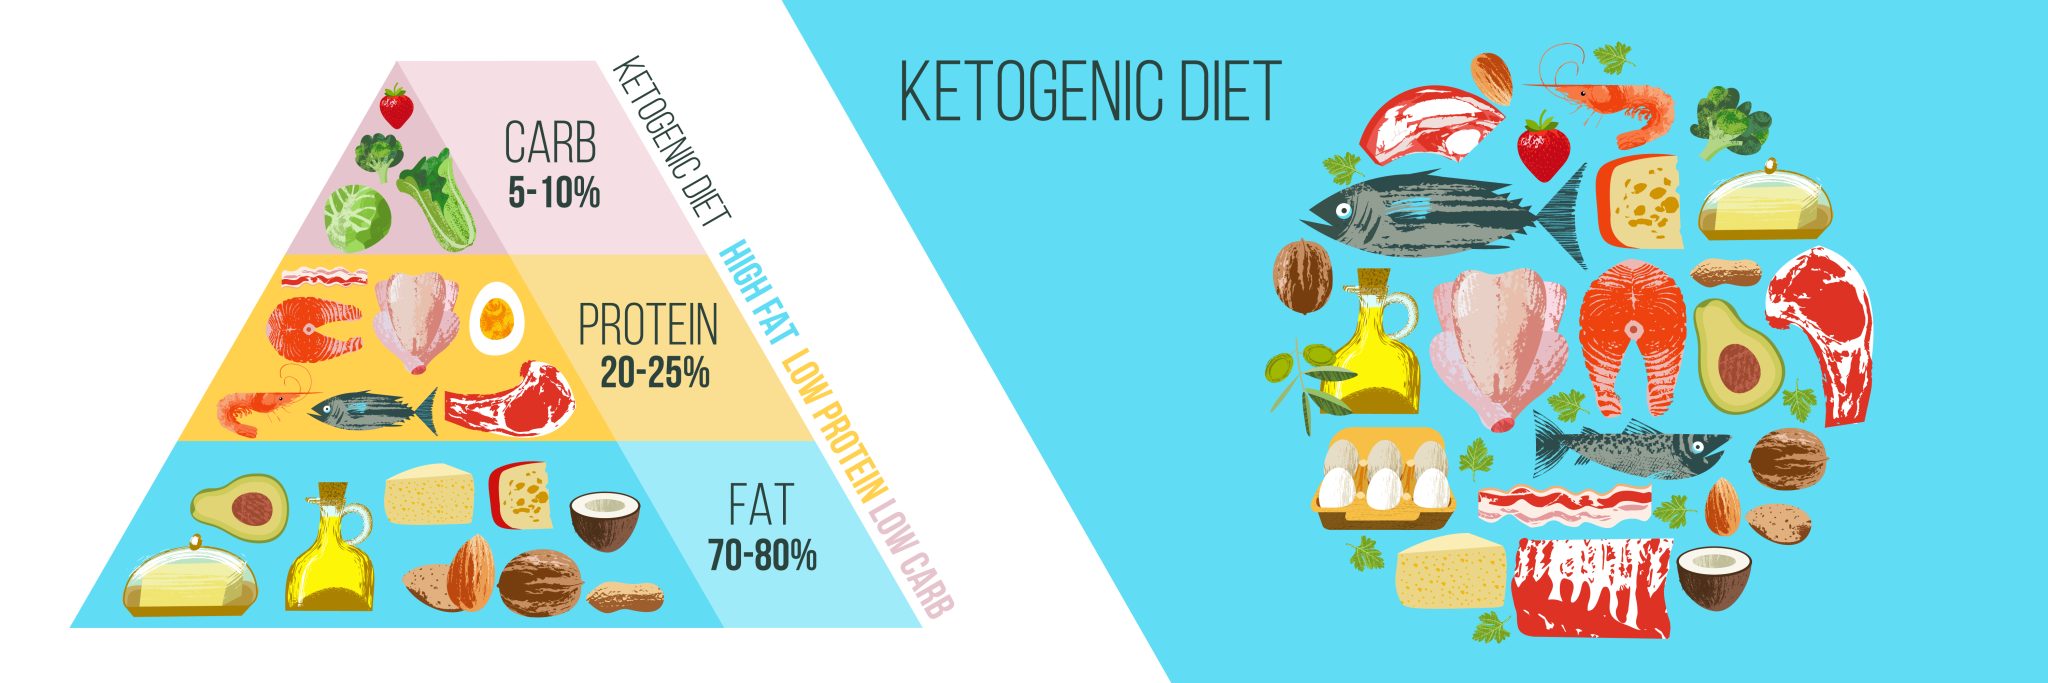 CARB
5-10%
PROTEIN
20-25%
FAT
70-80%
KETOGENIC DIET HIGH FAT LOW PROTEIN LOW CARB
KETOGENIC DIET